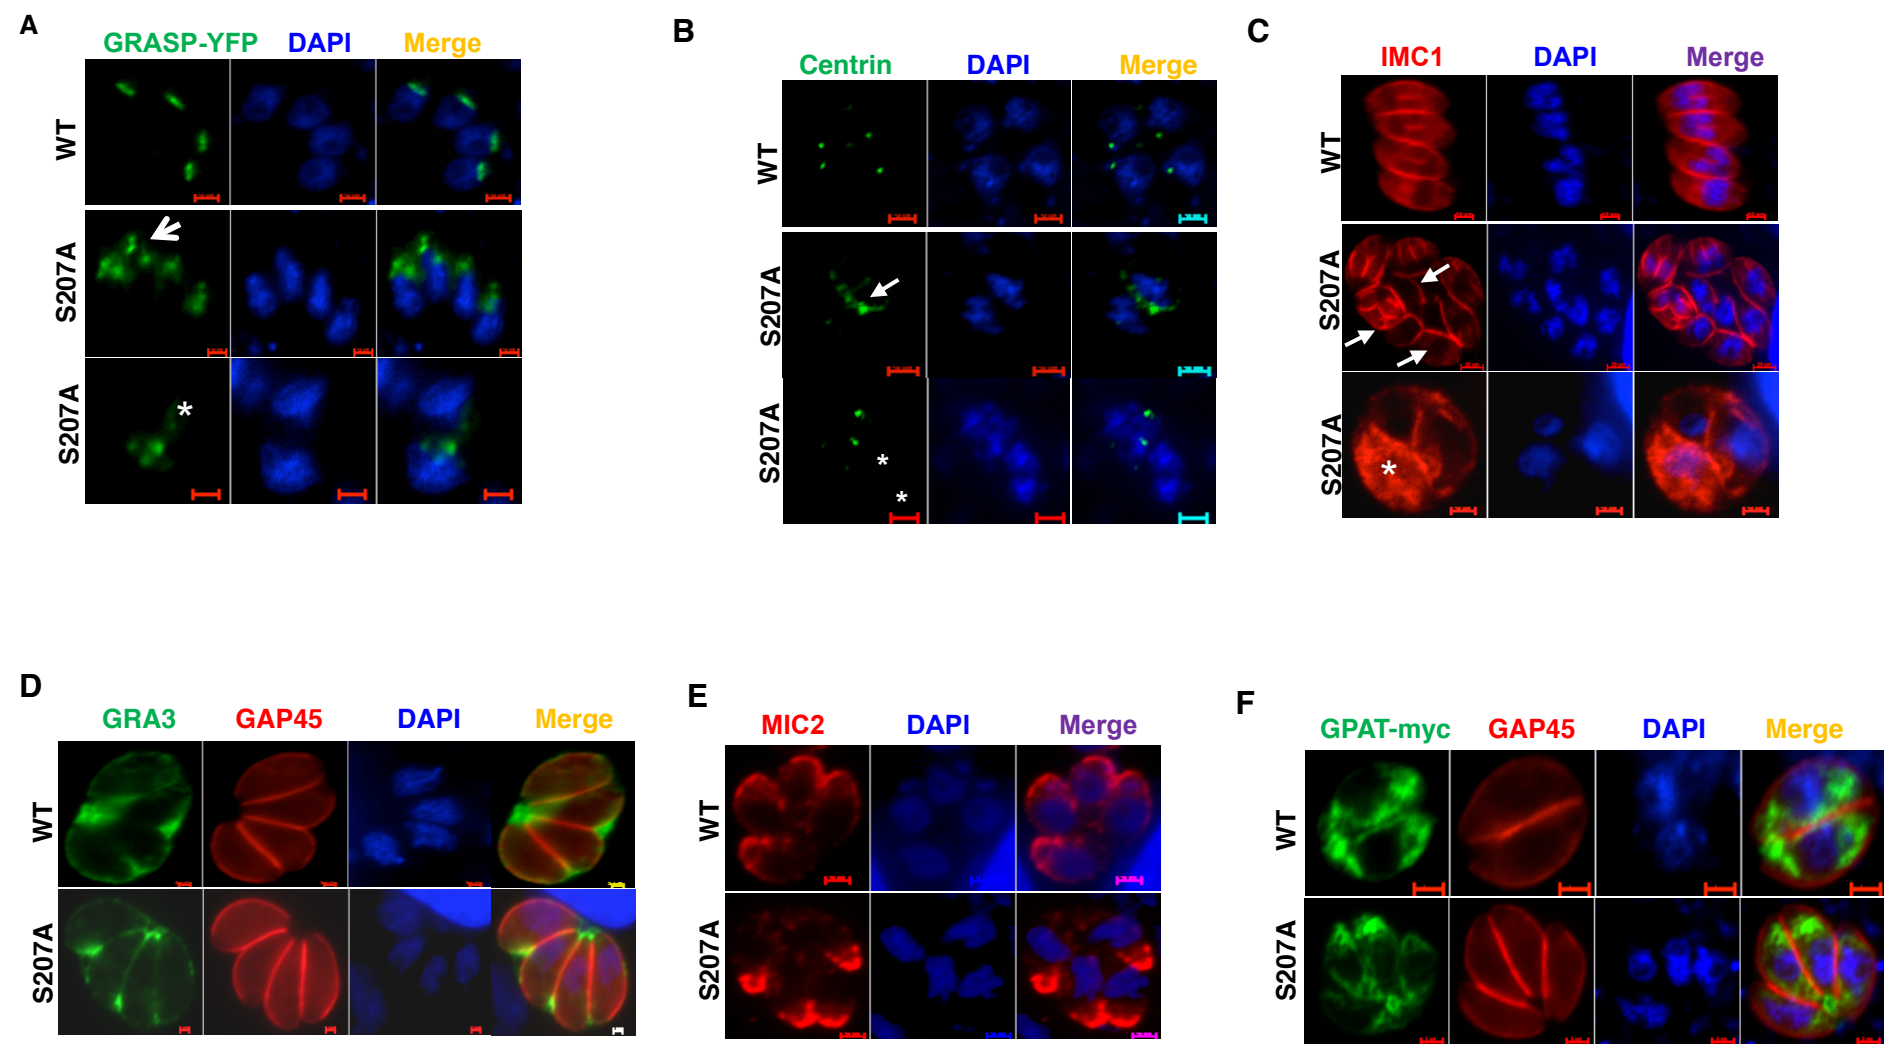 A
GRASP-YFP DAPI Merge
WT
S207A
*
S207A
B
Centrin DAPI Merge
WT
S207A
S207A
*
*
C
IMC1 DAPI Merge
WT
S207A
S207A
*
D
GRA3 GAP45 DAPI Merge
WT
S207A
E
MIC2 DAPI Merge
WT
S207A
F
GPAT-myc GAP45 DAPI Merge
WT
S207A